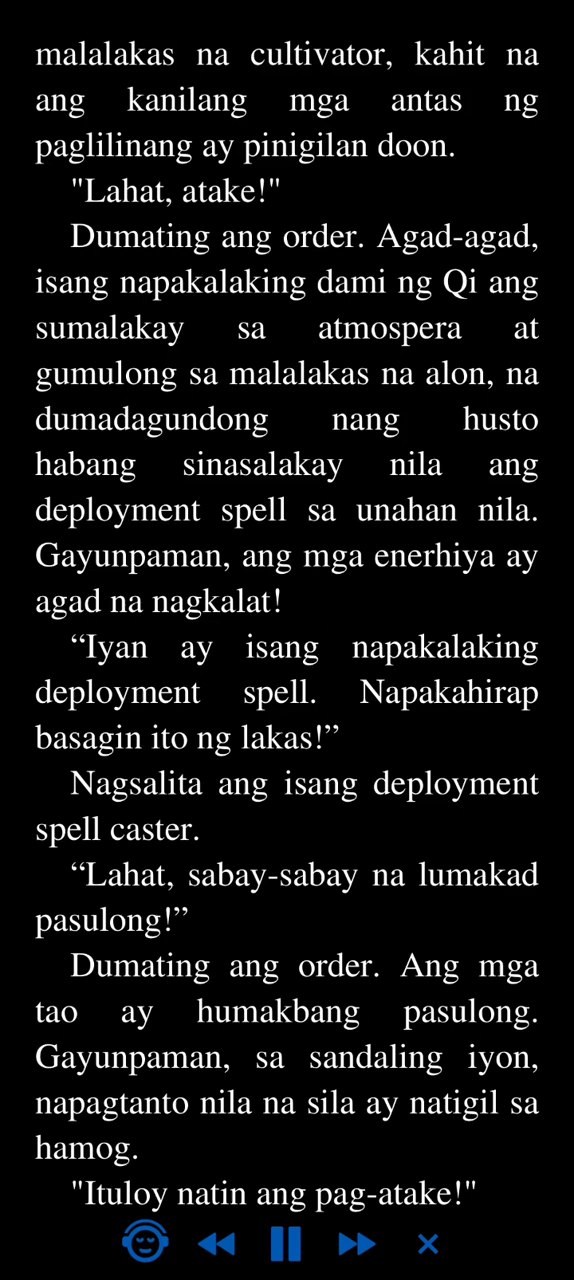 malalakas na cultivator, kahit na
ang kanilang mga antas ng
paglilinang ay pinigilan doon.
"Lahat, atake!"
Dumating ang order. Agad-agad,
isang napakalaking dami ng Qi ang
sumalakay sa atmospera at
gumulong sa malalakas na alon, na
dumadagundong nang husto
habang sinasalakay nila ang
deployment spell sa unahan nila.
Gayunpaman, ang mga enerhiya ay
agad na nagkalat!
“Iyan ay isang napakalaking
deployment spell. Napakahirap
basagin ito ng lakas!”
Nagsalita ang isang deployment
spell caster.
“Lahat, sabay-sabay na lumakad
pasulong!”
Dumating ang order. Ang mga
tao ay humakbang pasulong.
Gayunpaman, sa sandaling iyon,
napagtanto nila na sila ay natigil sa
hamog.
"Ituloy natin ang pag-atake!"